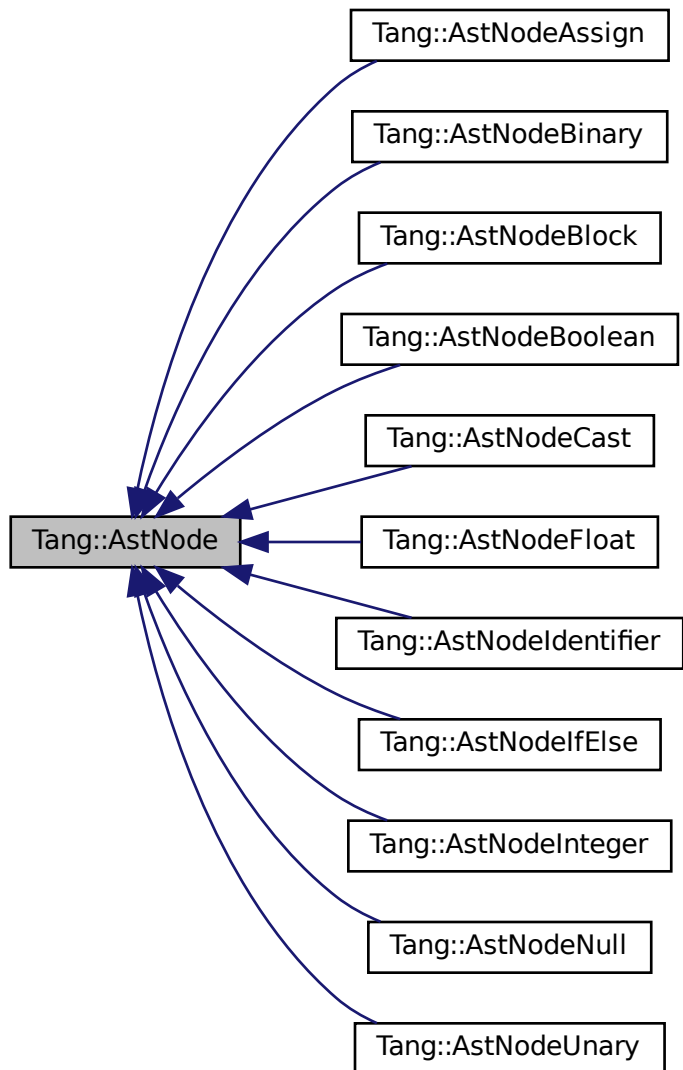 Tang::AstNodeAssign
Tang::AstNodeBinary
Tang::AstNodeBlock
Tang::AstNodeBoolean
Tang::AstNodeCast
Tang::AstNode
Tang::AstNodeFloat
Tang::AstNodeIdentifier
Tang::AstNodeIfElse
Tang::AstNodeInteger
Tang::AstNodeNull
Tang::AstNodeUnary